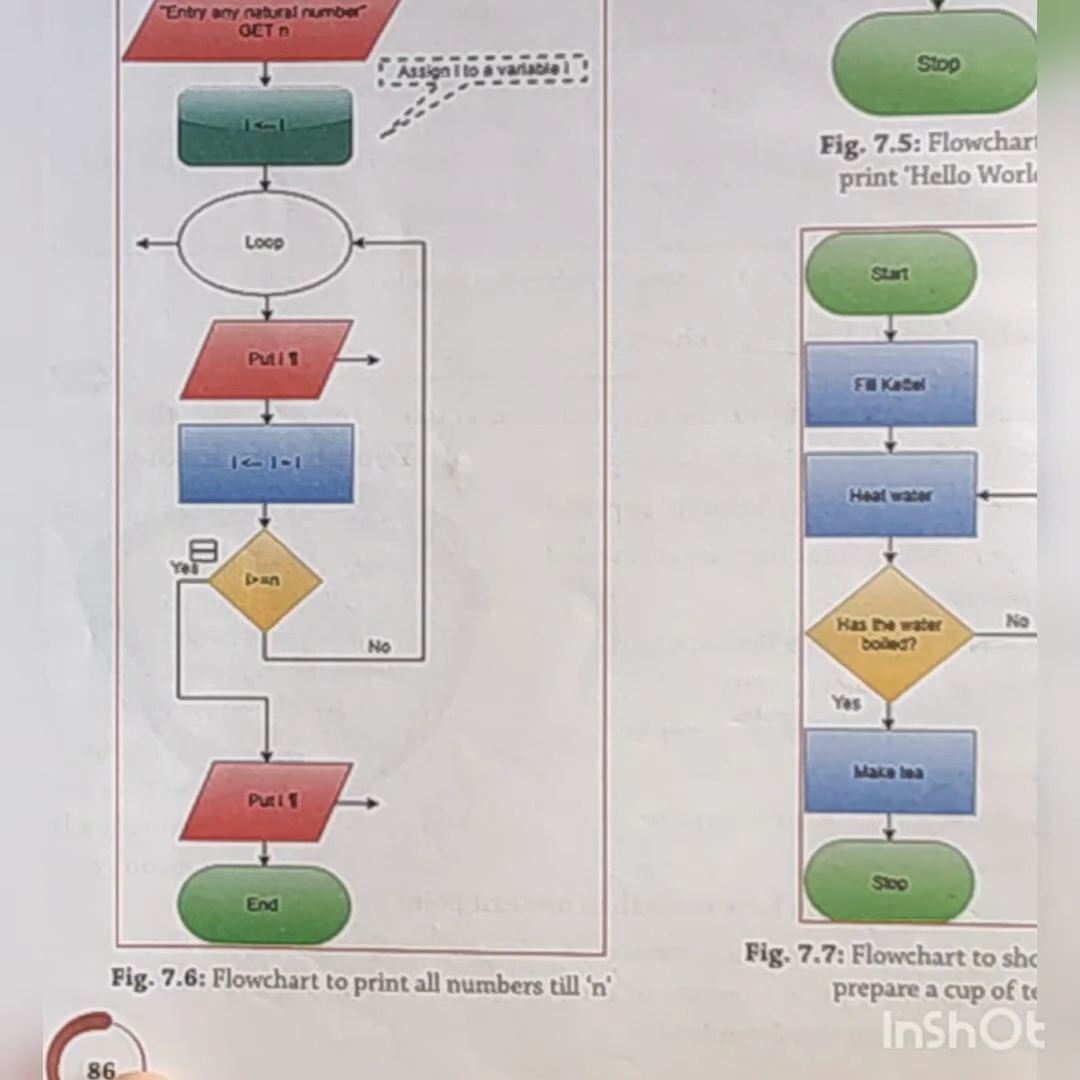 "Entry any natural number"
GET n
Assign I to a variable I
Loop
Put I ¶
Yes
i>=n
No
Put I ¶
End
Fig. 7.6: Flowchart to print all numbers till 'n'
86
Stop
Fig. 7.5: Flowchart
print 'Hello Worl
Start
Fill Kettel
Heat water
Has the water
boiled?
No
Yes
Make tea
Stop
Fig. 7.7: Flowchart to sho
prepare a cup of te
InShOt